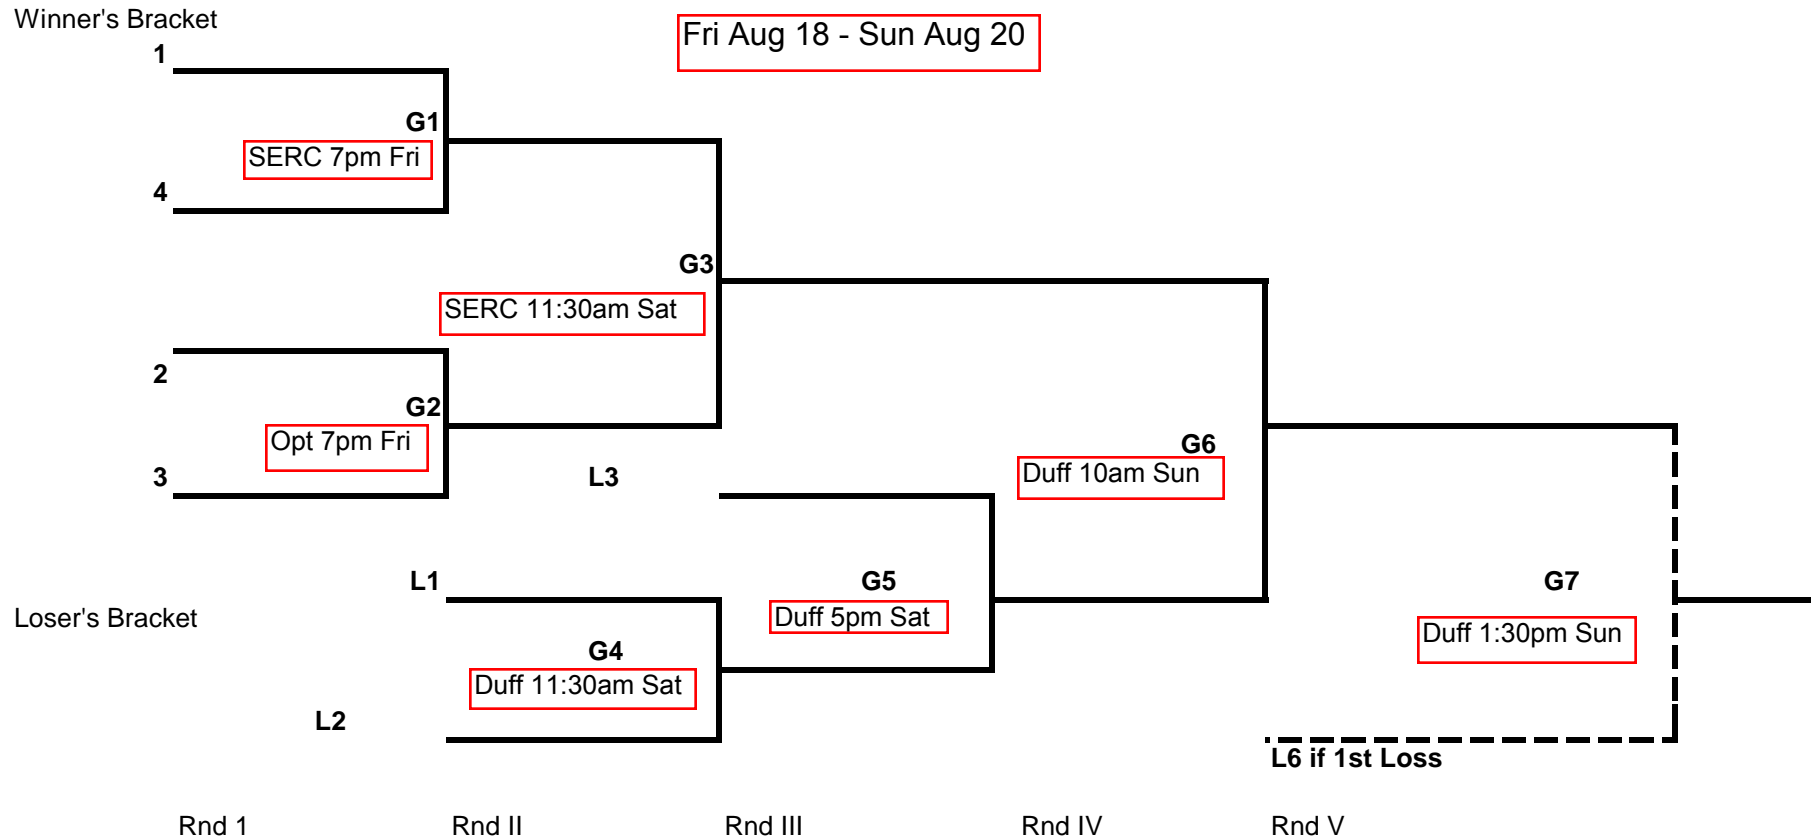 Winner's Bracket
Fri Aug 18 - Sun Aug 20
1
G1
SERC 7pm Fri
4
G3
SERC 11:30am Sat
2
G2
Opt 7pm Fri
3
L3
G6
Duff 10am Sun
L1
G5
Duff 5pm Sat
G7
Duff 1:30pm Sun
Loser's Bracket
G4
Duff 11:30am Sat
L2
L6 if 1st Loss
Rnd 1 Rnd II Rnd III Rnd IV Rnd V